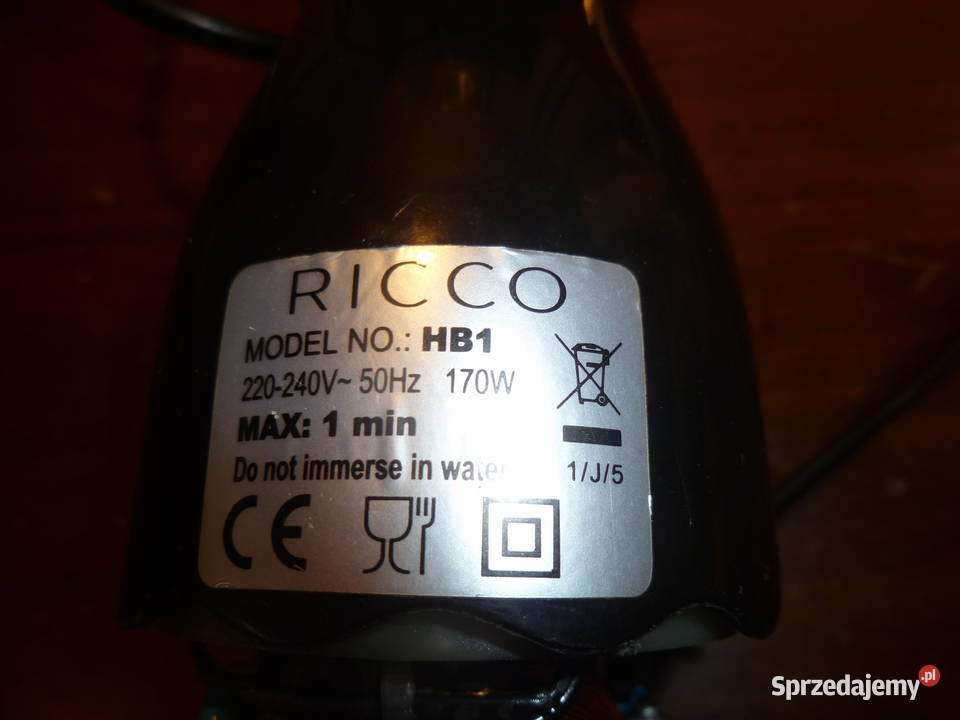 RICCO
MODEL NO.: HB1
220-240V~ 50Hz 170W
MAX: 1 min
Do not immerse in water
1/J/5
CE
Sprzedajemy.pl